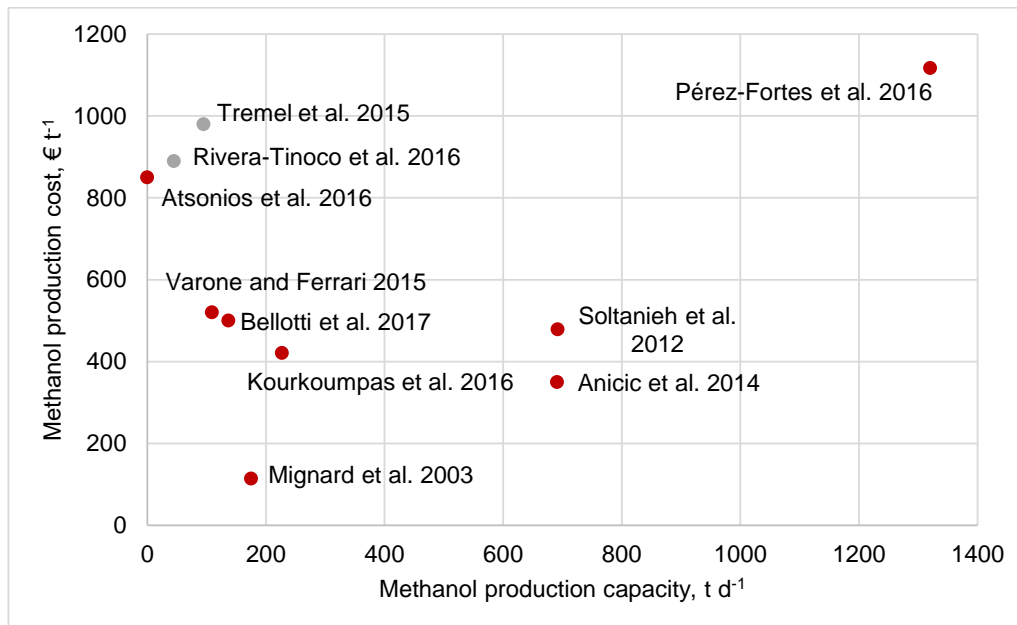 1200
1000
800
600
400
200
0
Methanol production cost, € t⁻¹
Pérez-Fortes et al. 2016
Tremel et al. 2015
Rivera-Tinoco et al. 2016
Atsonios et al. 2016
Varone and Ferrari 2015
Bellotti et al. 2017
Soltanieh et al.
2012
Kourkoumpas et al. 2016
Anicic et al. 2014
Mignard et al. 2003
0 200 400 600 800 1000 1200 1400
Methanol production capacity, t d⁻¹